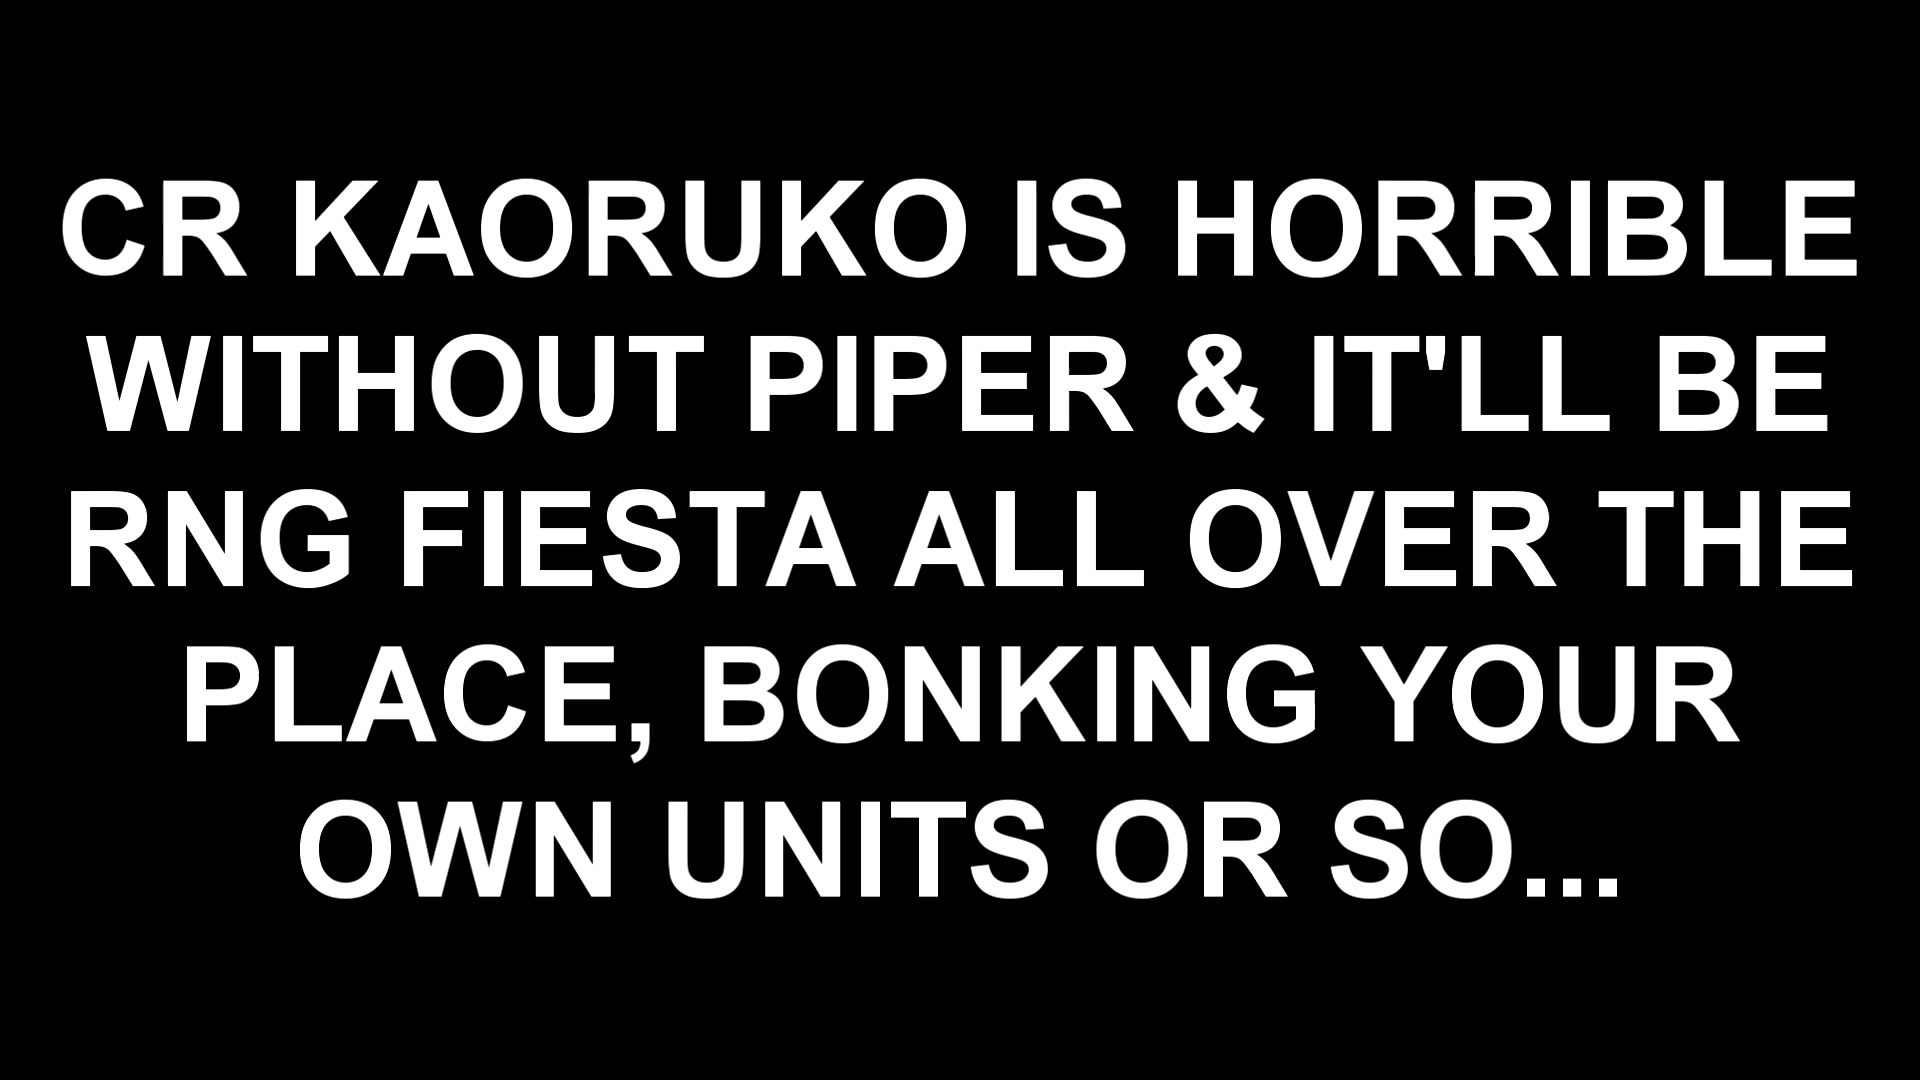 CR KAORUKO IS HORRIBLE
WITHOUT PIPER & IT'LL BE
RNG FIESTA ALL OVER THE
PLACE, BONKING YOUR
OWN UNITS OR SO...